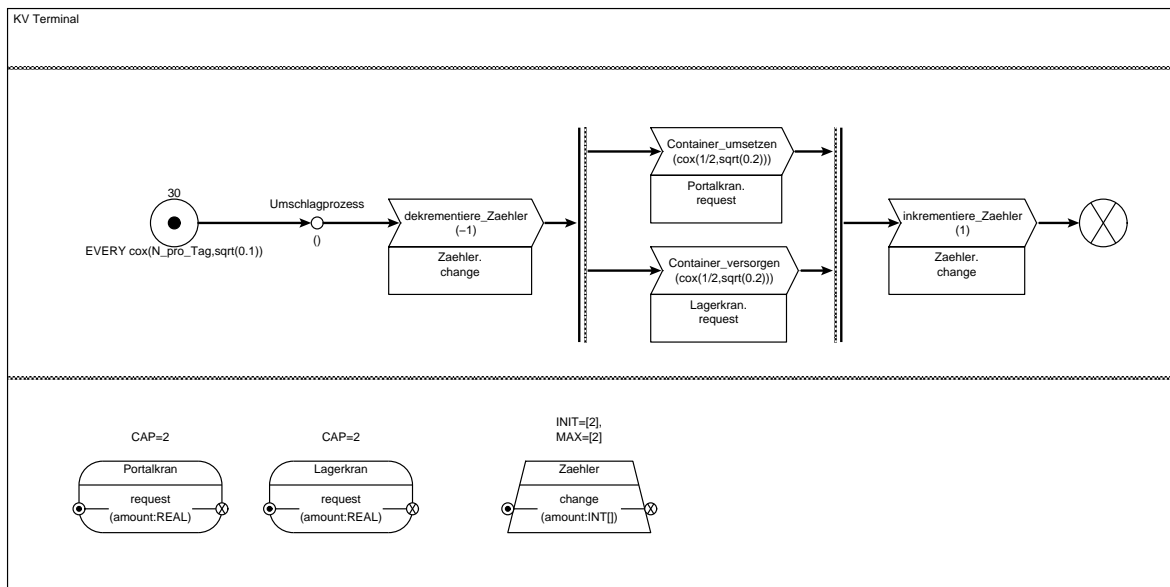 KV Terminal
30
EVERY cox(N_pro_Tag,sqrt(0.1))
Umschlagprozess
()
dekrementiere_Zaehler
(−1)
Zaehler.
change
Container_umsetzen
(cox(1/2,sqrt(0.2)))
Portalkran.
request
Container_versorgen
(cox(1/2,sqrt(0.2)))
Lagerkran.
request
inkrementiere_Zaehler
(1)
Zaehler.
change
CAP=2
Portalkran
request
(amount:REAL)
CAP=2
Lagerkran
request
(amount:REAL)
INIT=[2],
MAX=[2]
Zaehler
change
(amount:INT[])